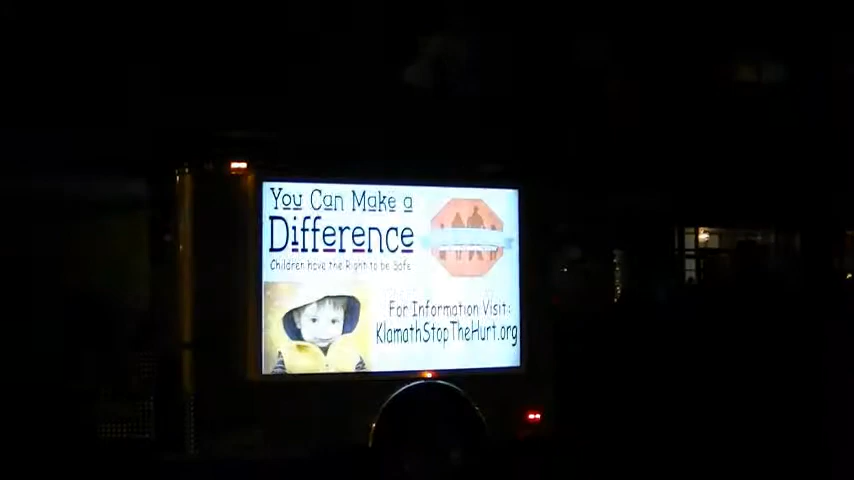 You Can Make a
Difference
Children have the Right to be Safe
For Information Visit:
KlamathStopTheHurt.org